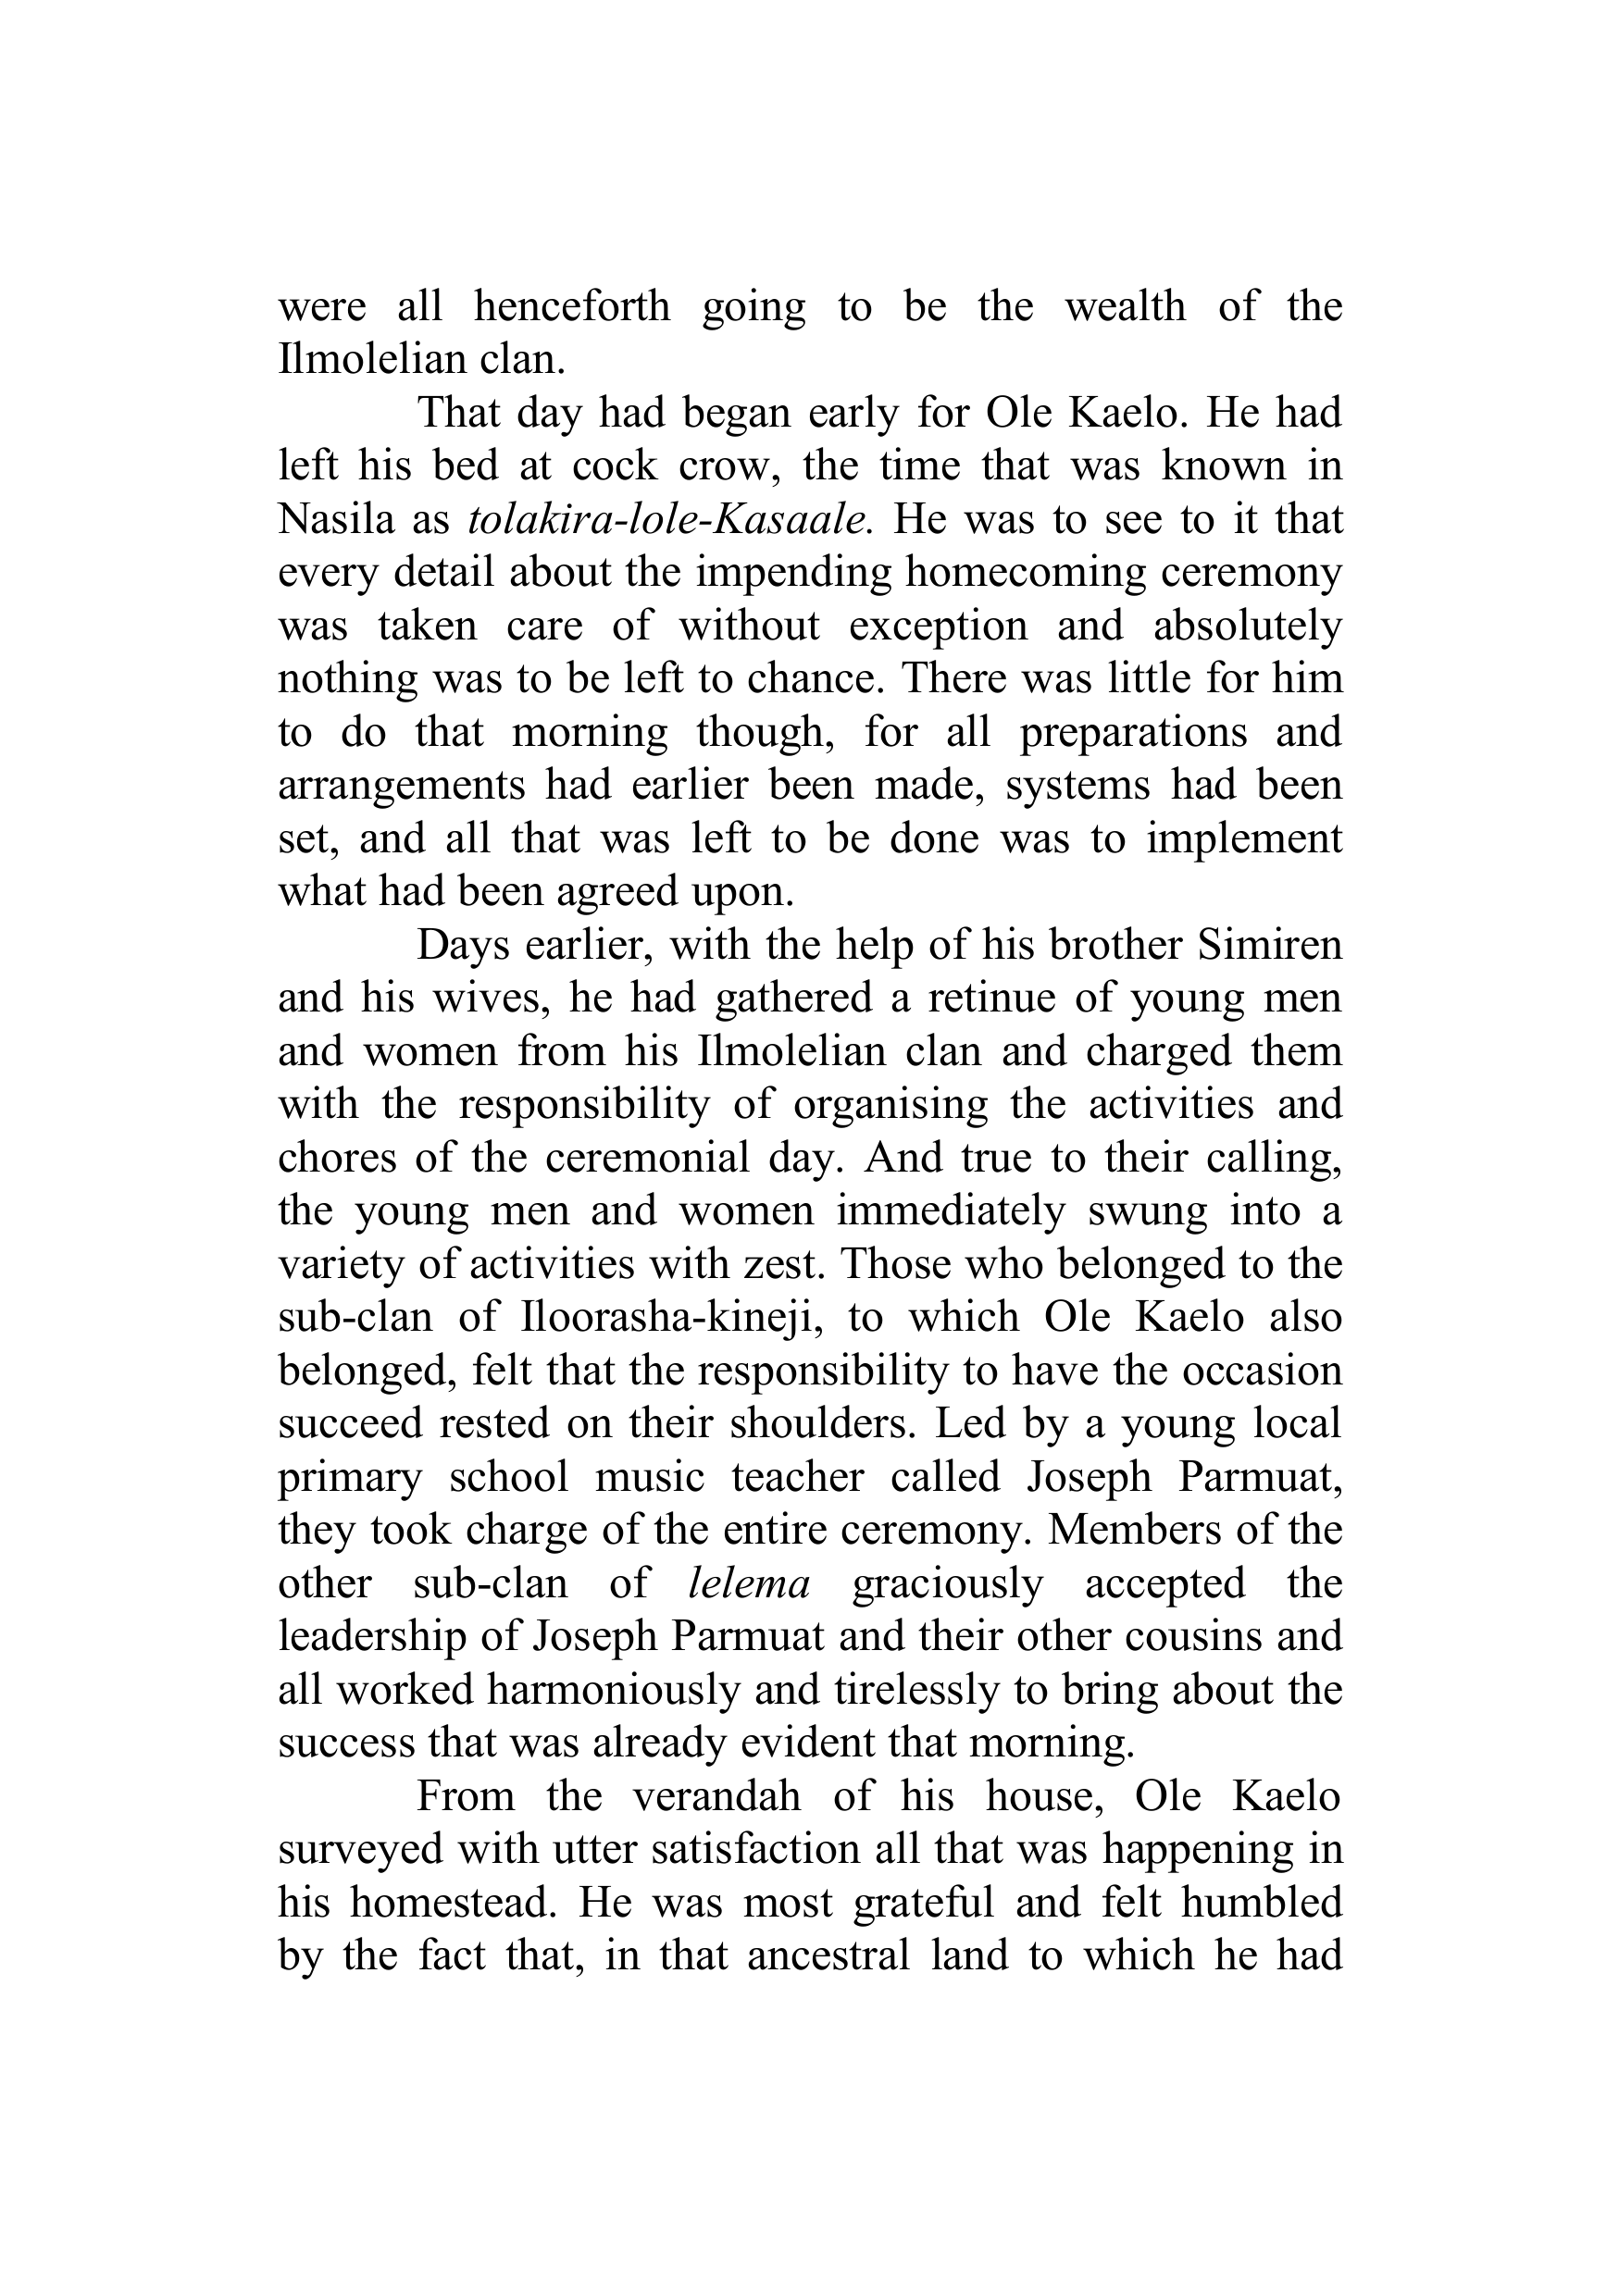 were all henceforth going to be the wealth of the
Ilmolelian clan.
That day had began early for Ole Kaelo. He had
left his bed at cock crow, the time that was known in
Nasila as tolakira-lole-Kasaale. He was to see to it that
every detail about the impending homecoming ceremony
was taken care of without exception and absolutely
nothing was to be left to chance. There was little for him
to do that morning though, for all preparations and
arrangements had earlier been made, systems had been
set, and all that was left to be done was to implement
what had been agreed upon.
Days earlier, with the help of his brother Simiren
and his wives, he had gathered a retinue of young men
and women from his Ilmolelian clan and charged them
with the responsibility of organising the activities and
chores of the ceremonial day. And true to their calling,
the young men and women immediately swung into a
variety of activities with zest. Those who belonged to the
sub-clan of Iloorasha-kineji, to which Ole Kaelo also
belonged, felt that the responsibility to have the occasion
succeed rested on their shoulders. Led by a young local
primary school music teacher called Joseph Parmuat,
they took charge of the entire ceremony. Members of the
other sub-clan of lelema graciously accepted the
leadership of Joseph Parmuat and their other cousins and
all worked harmoniously and tirelessly to bring about the
success that was already evident that morning.
From the verandah of his house, Ole Kaelo
surveyed with utter satisfaction all that was happening in
his homestead. He was most grateful and felt humbled
by the fact that, in that ancestral land to which he had